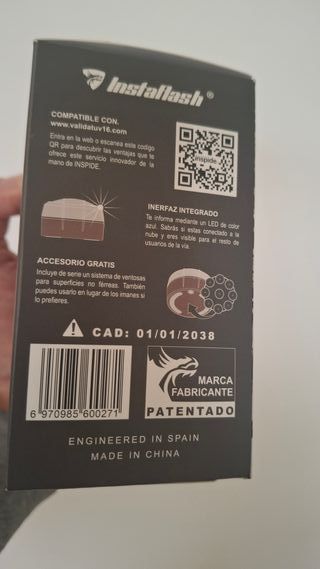 Instaflash®
COMPATIBLE CON.
www.validatuv16.com
Entra en la web o escanea este codigo
QR para descubrir las ventajas que te
ofrece este servicio innovador de la
mano de INSPIDE.
inspide
INERFAZ INTEGRADO
Te informa mediante un LED de color
azul. Sabrás si estas conectado a la
nube y eres visible para el resto de
usuarios de la vía.
ACCESORIO GRATIS
Incluye de serie un sistema de ventosas
para superficies no férreas. También
puedes usarlo en lugar de los imanes si
lo prefieres.
CAD: 01/01/2038
6 970985 600271
MARCA
FABRICANTE
PATENTADO
ENGINEERED IN SPAIN
MADE IN CHINA